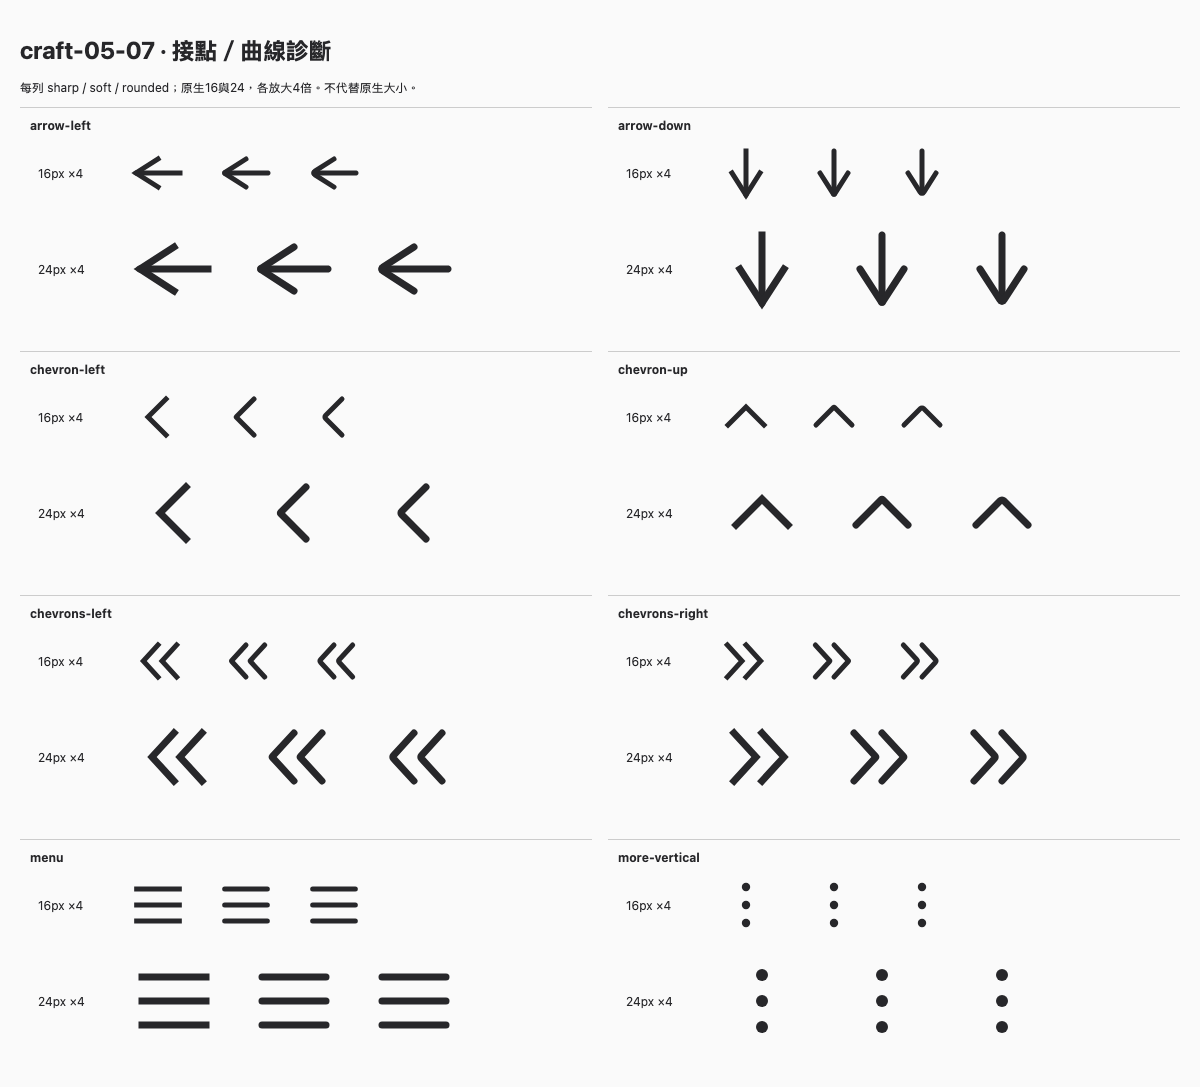 craft-05-07 · 接點 / 曲線診斷
每列 sharp / soft / rounded；原生16與24，各放大4倍。不代替原生大小。
arrow-left
16px ×4
24px ×4
arrow-down
16px ×4
24px ×4
chevron-left
16px ×4
24px ×4
chevron-up
16px ×4
24px ×4
chevrons-left
16px ×4
24px ×4
chevrons-right
16px ×4
24px ×4
menu
16px ×4
24px ×4
more-vertical
16px ×4
24px ×4